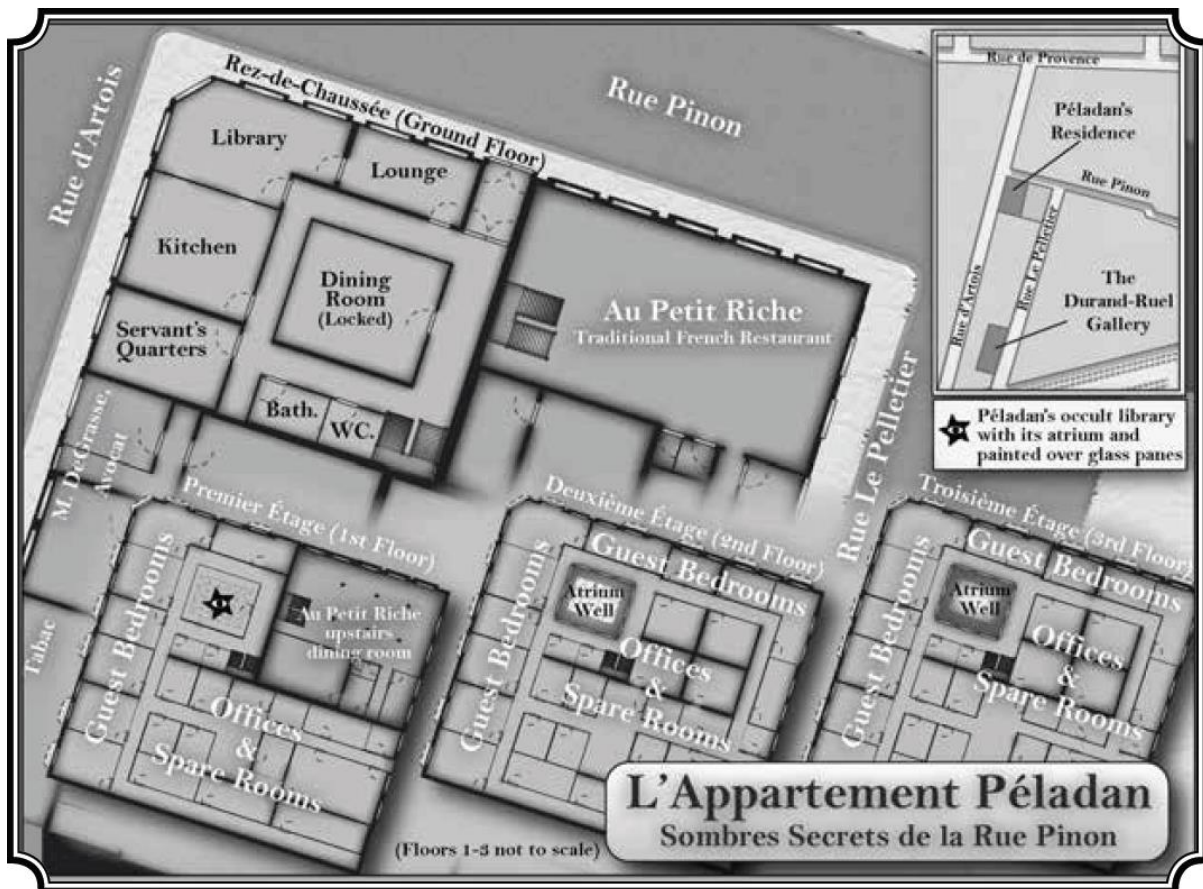 Rue d'Artois
Rez-de-Chaussée (Ground Floor)
Rue Pinon
Library
Lounge
Kitchen
Dining
Room
(Locked)
Servant's
Quarters
Bath.
WC.
Au Petit Riche
Traditional French Restaurant
M. DeGrasse,
Avocat
Tabac
Rue Le Pelletier
Rue de Provence
Péladan's
Residence
Rue Pinon
Rue Le Pelletier
Rue d'Artois
The
Durand-Ruel
Gallery
Péladan's occult library
with its atrium and
painted over glass panes
Premier Étage (1st Floor)
Guest Bedrooms
Au Petit Riche
upstairs
dining room
Offices
&
Spare Rooms
Deuxième Étage (2nd Floor)
Guest Bedrooms
Guest Bedrooms
Atrium
Well
Offices
&
Spare Rooms
Troisième Étage (3rd Floor)
Guest Bedrooms
Guest Bedrooms
Atrium
Well
Offices
&
Spare Rooms
(Floors 1-3 not to scale)
L'Appartement Péladan
Sombres Secrets de la Rue Pinon